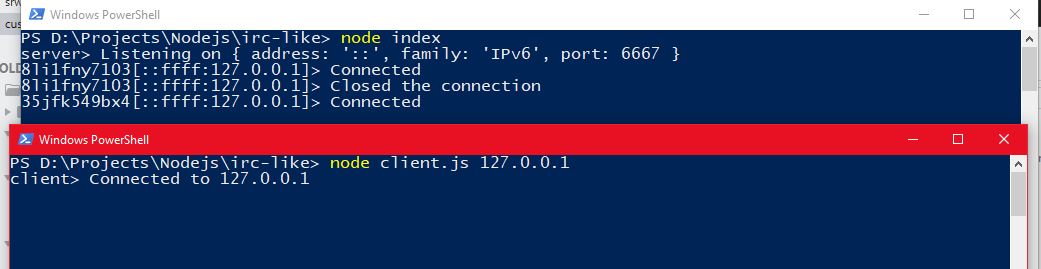 srw
Windows PowerShell
cus
PS D:\Projects\Nodejs\irc-like> node index
server> Listening on { address: '::', family: 'IPv6', port: 6667 }
OLD
8li1fny7103[::ffff:127.0.0.1]> Connected
8li1fny7103[::ffff:127.0.0.1]> Closed the connection
35jfk549bx4[::ffff:127.0.0.1]> Connected
Windows PowerShell
PS D:\Projects\Nodejs\irc-like> node client.js 127.0.0.1
client> Connected to 127.0.0.1